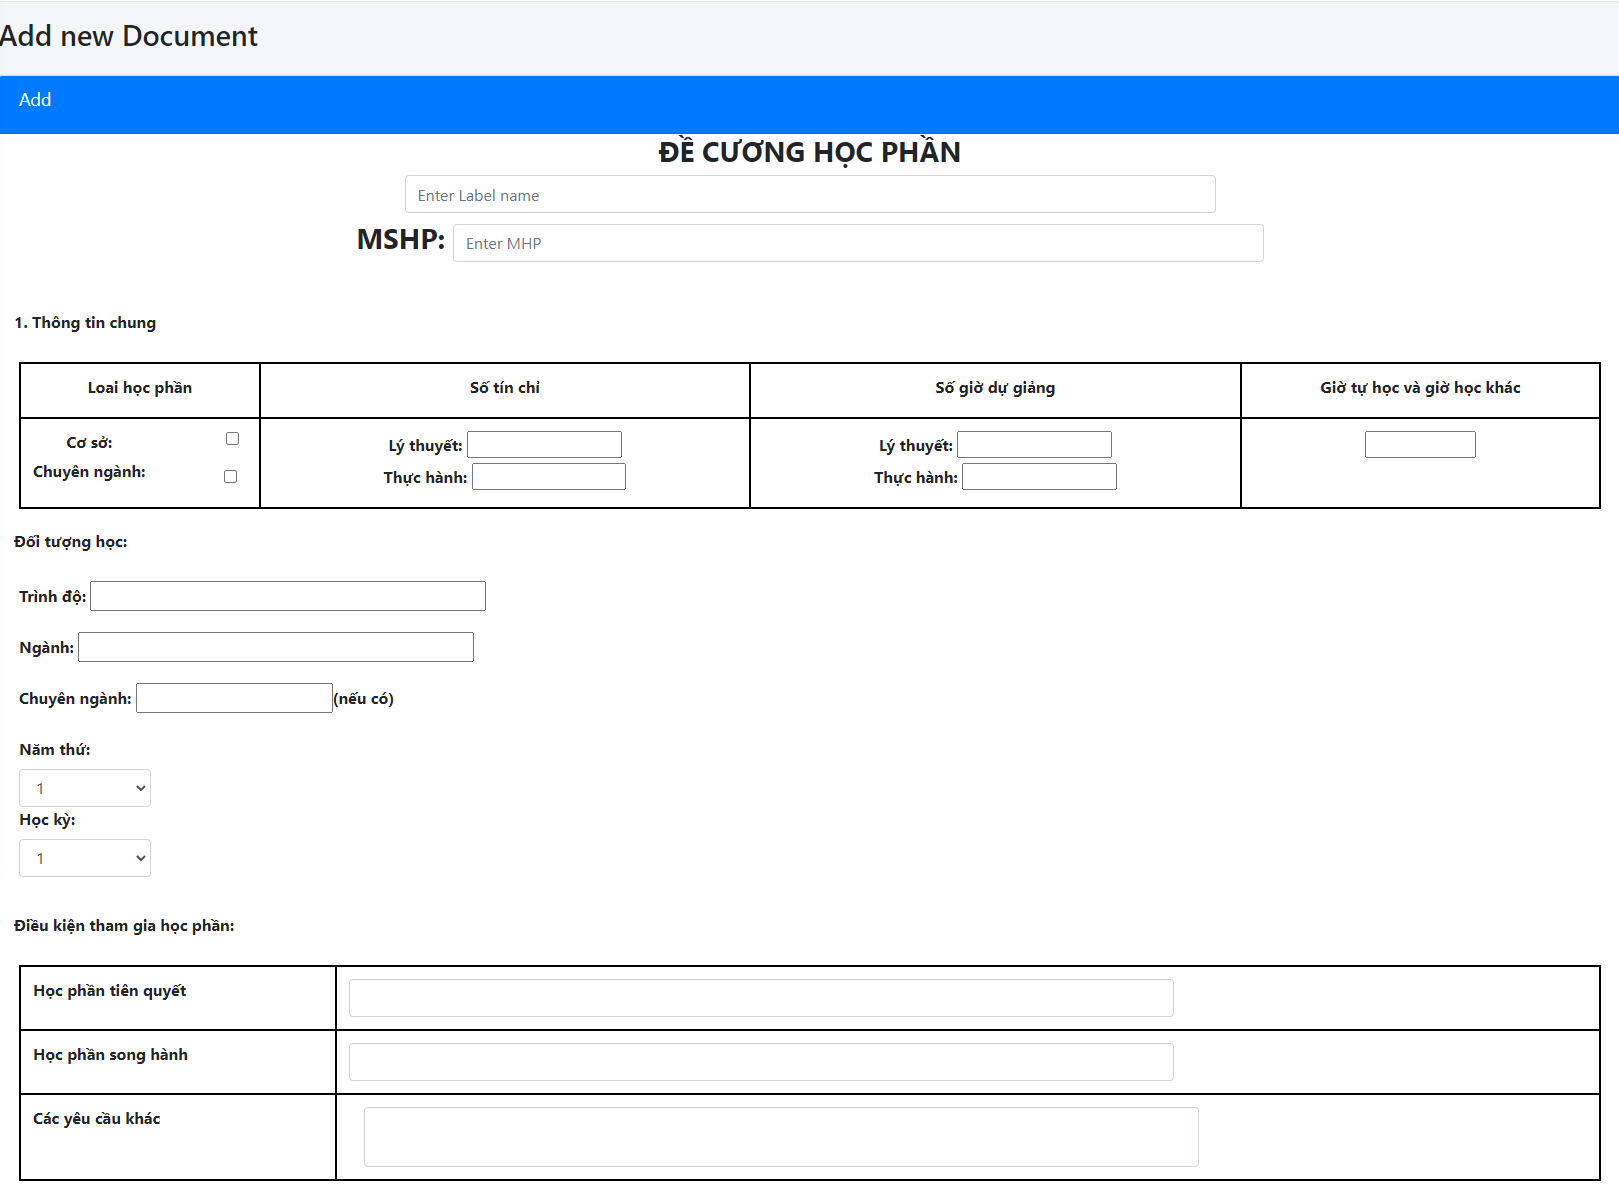 Add new Document
Add
ĐỀ CƯƠNG HỌC PHẦN
Enter Label name
MSHP: Enter MHP
1. Thông tin chung
Loai học phần Số tín chỉ Số giờ dự giảng Giờ tự học và giờ học khác
Cơ sở: Lý thuyết: Lý thuyết:
Chuyên ngành: Thực hành: Thực hành:
Đối tượng học:
Trình độ:
Ngành:
Chuyên ngành: (nếu có)
Năm thứ:
1
Học kỳ:
1
Điều kiện tham gia học phần:
Học phần tiên quyết
Học phần song hành
Các yêu cầu khác